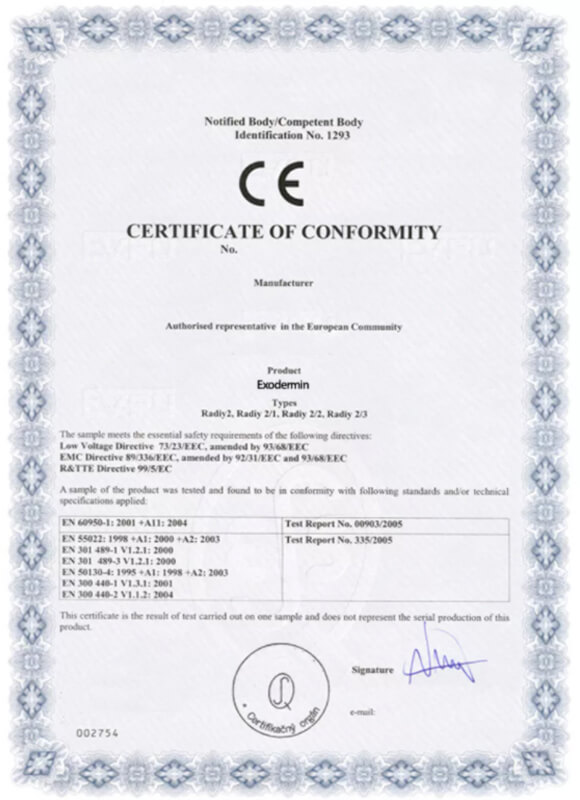 Notified Body/Competent Body
Identification No. 1293
CE
CERTIFICATE OF CONFORMITY
No.
Manufacturer
Authorised representative in the European Community
Product
Exodermin
Types
Radiy2, Radiy 2/1, Radiy 2/2, Radiy 2/3
The sample meets the essential safety requirements of the following directives:
Low Voltage Directive 73/23/EEC, amended by 93/68/EEC
EMC Directive 89/336/EEC, amended by 92/31/EEC and 93/68/EEC
R&TTE Directive 99/5/EC
A sample of the product was tested and found to be in conformity with following standards and/or technical
specifications applied:
EN 60950-1: 2001 +A11: 2004 Test Report No. 00903/2005
EN 55022: 1998 +A1: 2000 +A2: 2003 Test Report No. 335/2005
EN 301 489-1 V1.2.1: 2000
EN 301 489-3 V1.2.1: 2000
EN 50130-4: 1995 +A1: 1998 +A2: 2003
EN 300 440-1 V1.3.1: 2001
EN 300 440-2 V1.1.2: 2004
This certificate is the result of test carried out on one sample and does not represent the serial production of this
product.
Signature
Certifikačný orgán
e-mail:
002754